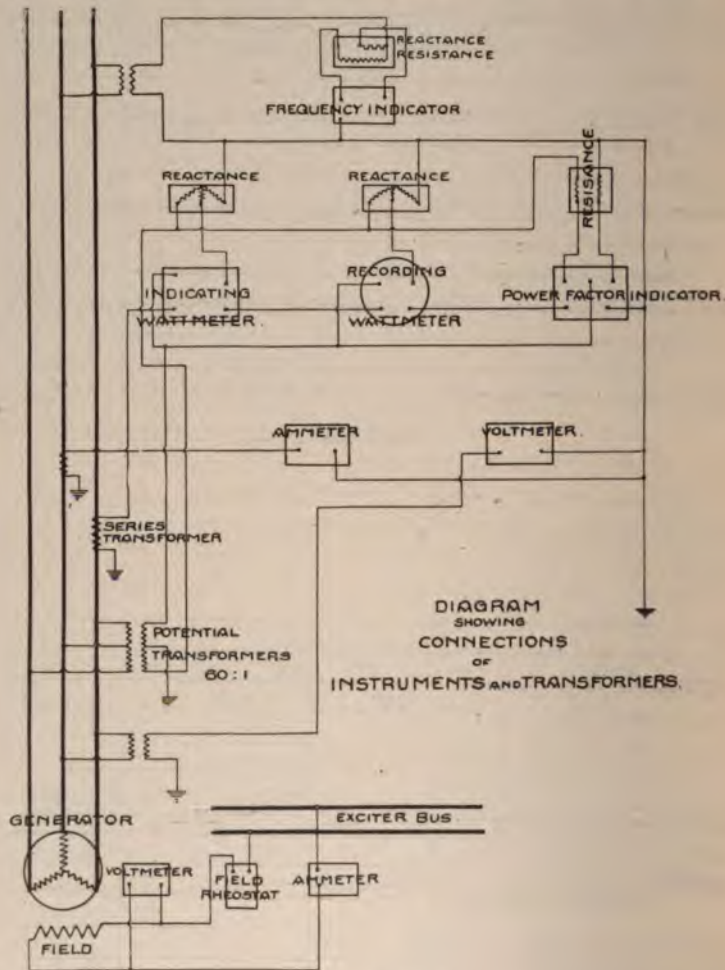 REACTANCE
RESISTANCE
FREQUENCY INDICATOR
REACTANCE
REACTANCE
RESISANCE
INDICATING
WATTMETER.
RECORDING
WATTMETER
POWER FACTOR INDICATOR.
AMMETER
VOLTMETER.
SERIES
TRANSFORMER
POTENTIAL
TRANSFORMERS
60:1
DIAGRAM
SHOWING
CONNECTIONS
OF
INSTRUMENTS AND TRANSFORMERS.
GENERATOR
EXCITER BUS.
VOLTMETER
FIELD
RHEOSTAT
AMMETER
FIELD